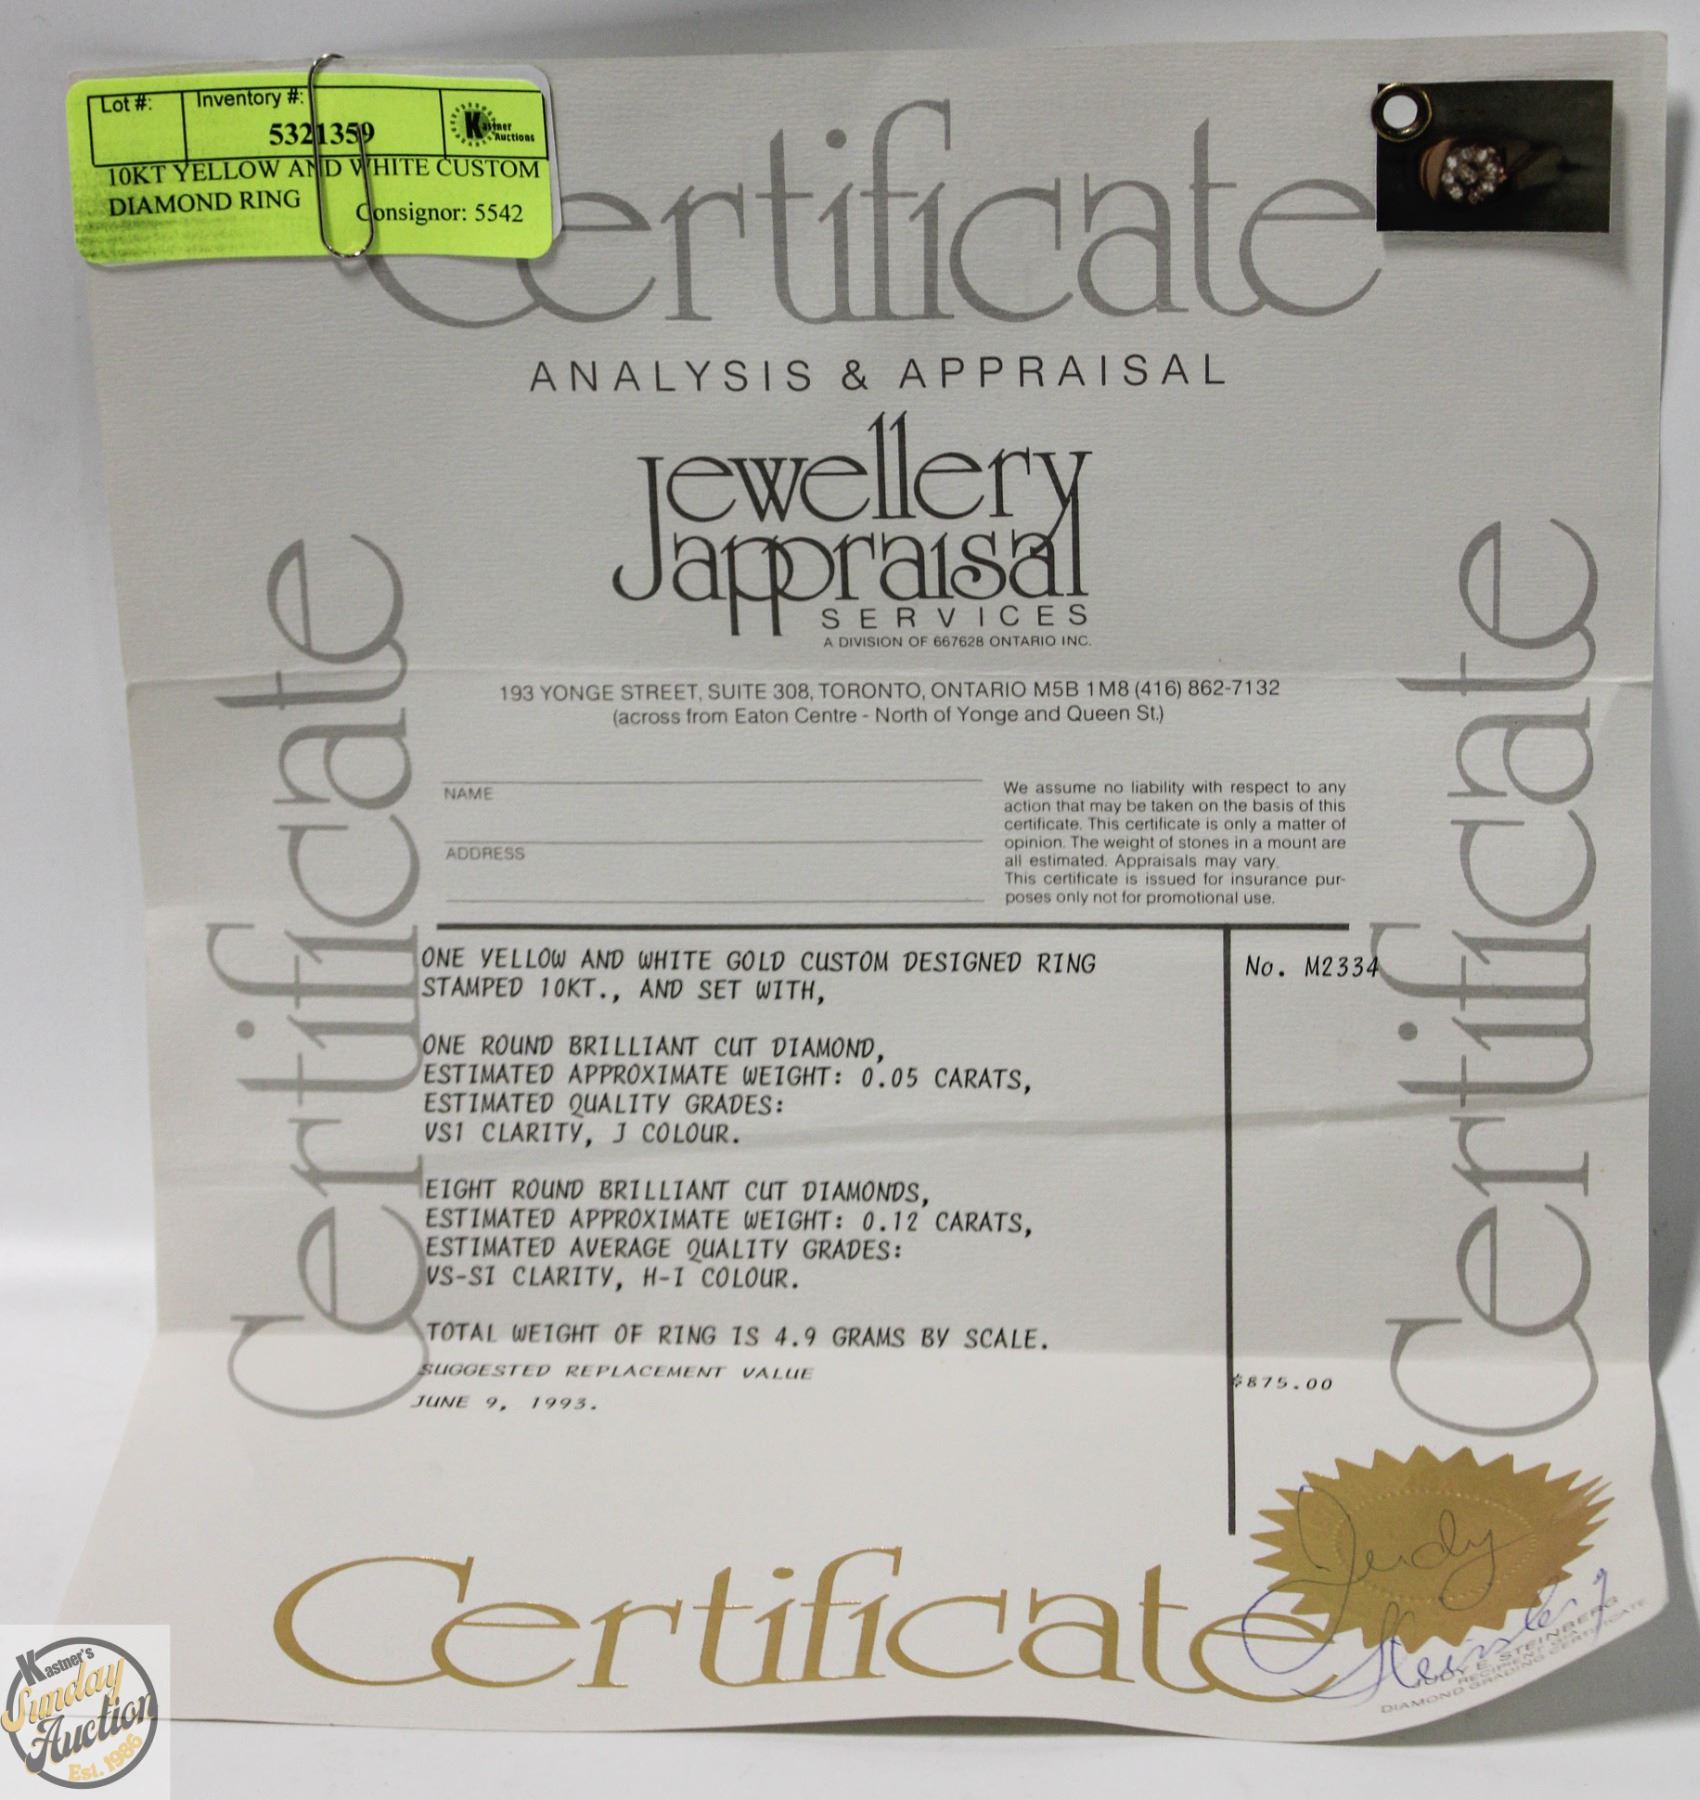 Lot #: Inventory #:
5321359
Kastner Auctions
10KT YELLOW AND WHITE CUSTOM
DIAMOND RING
Consignor: 5542
Certificate
ANALYSIS & APPRAISAL
Jewellery
Appraisal
SERVICES
A DIVISION OF 667628 ONTARIO INC.
193 YONGE STREET, SUITE 308, TORONTO, ONTARIO M5B 1M8 (416) 862-7132
(across from Eaton Centre - North of Yonge and Queen St.)
NAME
ADDRESS
We assume no liability with respect to any
action that may be taken on the basis of this
certificate. This certificate is only a matter of
opinion. The weight of stones in a mount are
all estimated. Appraisals may vary.
This certificate is issued for insurance pur-
poses only not for promotional use.
Certificate
Certificate
ONE YELLOW AND WHITE GOLD CUSTOM DESIGNED RING
STAMPED 10KT., AND SET WITH,
No. M2334
ONE ROUND BRILLIANT CUT DIAMOND,
ESTIMATED APPROXIMATE WEIGHT: 0.05 CARATS,
ESTIMATED QUALITY GRADES:
VS1 CLARITY, J COLOUR.
EIGHT ROUND BRILLIANT CUT DIAMONDS,
ESTIMATED APPROXIMATE WEIGHT: 0.12 CARATS,
ESTIMATED AVERAGE QUALITY GRADES:
VS-SI CLARITY, H-I COLOUR.
TOTAL WEIGHT OF RING IS 4.9 GRAMS BY SCALE.
SUGGESTED REPLACEMENT VALUE
$875.00
JUNE 9, 1993.
Certificate
Judy
Steinberg
JUDY E. STEINBERG
RECIPIENT GIA
DIAMOND GRADING CERTIFICATE
Kastner's
Sunday
Auction
Est. 1986